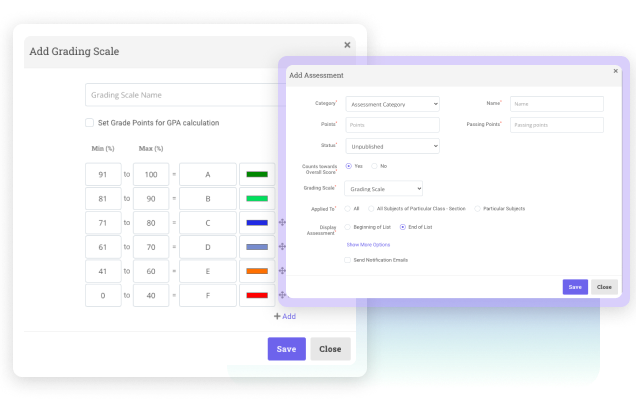 Add Grading Scale
×
Grading Scale Name
Set Grade Points for GPA calculation
Min (%) Max (%)
91 to 100 = A
81 to 90 = B
71 to 80 = C
61 to 70 = D
41 to 60 = E
0 to 40 = F
+ Add
Save Close
Add Assessment
×
Category* Assessment Category Name* Name
Points* Points Passing Points* Passing points
Status* Unpublished
Counts towards
Overall Score* Yes No
Grading Scale* Grading Scale
Applied To* All All Subjects of Particular Class - Section Particular Subjects
Display
Assessment* Beginning of List End of List
Show More Options
Send Notification Emails
Save Close